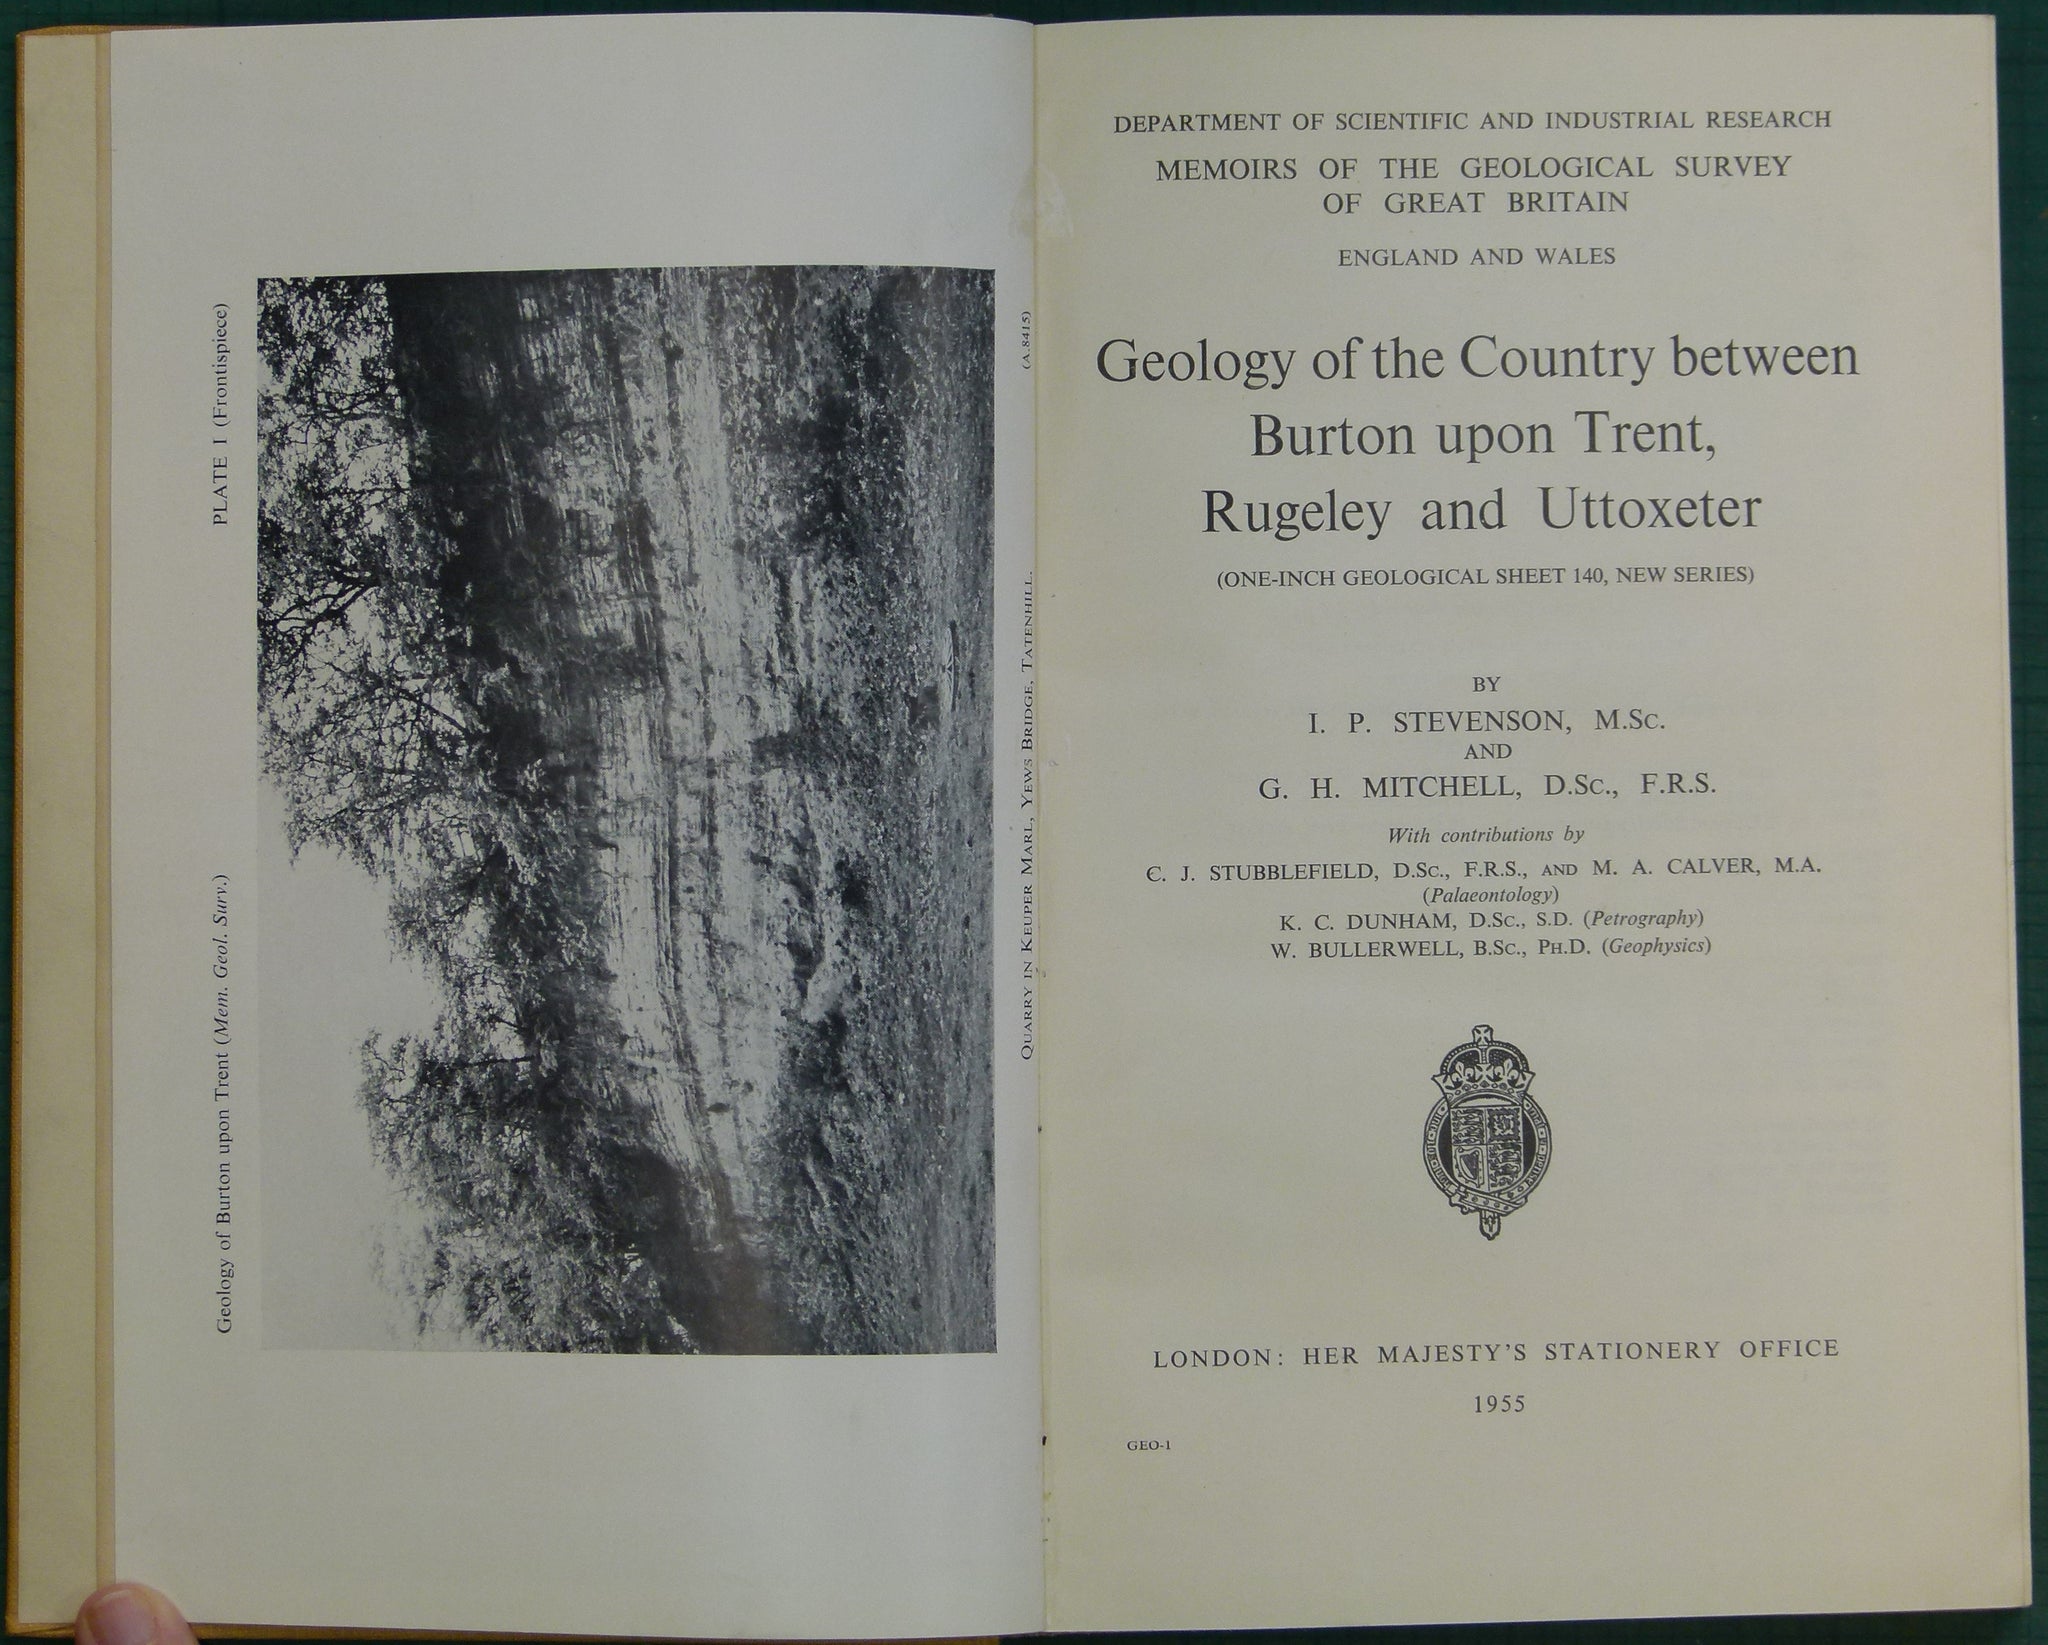 Geology of Burton upon Trent (Mem. Geol. Surv.)
PLATE I (Frontispiece)
QUARRY IN KEUPER MARL, YEWS BRIDGE, TATENHILL.
(A.8415)
DEPARTMENT OF SCIENTIFIC AND INDUSTRIAL RESEARCH
MEMOIRS OF THE GEOLOGICAL SURVEY
OF GREAT BRITAIN
ENGLAND AND WALES
Geology of the Country between
Burton upon Trent,
Rugeley and Uttoxeter
(ONE-INCH GEOLOGICAL SHEET 140, NEW SERIES)
BY
I. P. STEVENSON, M.Sc.
AND
G. H. MITCHELL, D.Sc., F.R.S.
With contributions by
C. J. STUBBLEFIELD, D.Sc., F.R.S., AND M. A. CALVER, M.A.
(Palaeontology)
K. C. DUNHAM, D.Sc., S.D. (Petrography)
W. BULLERWELL, B.Sc., Ph.D. (Geophysics)
LONDON: HER MAJESTY'S STATIONERY OFFICE
1955
GEO-1